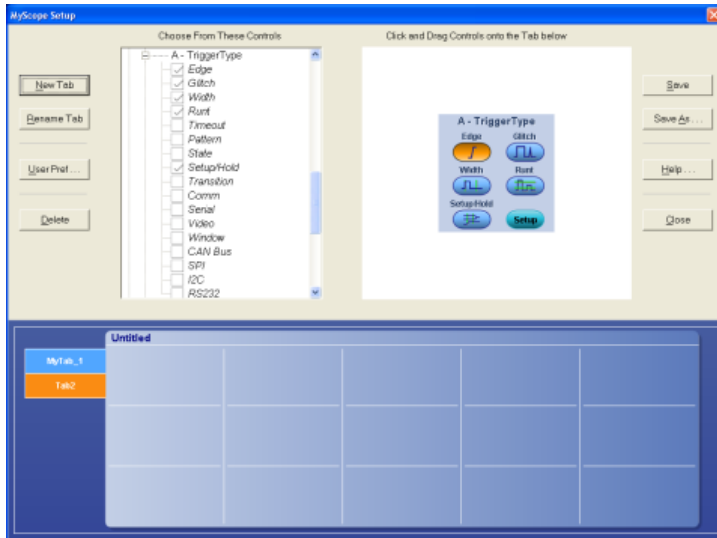 MyScope Setup
Choose From These Controls
Click and Drag Controls onto the Tab below
New Tab
Rename Tab
User Pref ...
Delete
A - TriggerType
Edge
Glitch
Width
Runt
Timeout
Pattern
State
Setup/Hold
Transition
Comm
Serial
Video
Window
CAN Bus
SPI
I2C
RS232
A - TriggerType
Edge Glitch
Width Runt
Setup/Hold
Setup
Save
Save As ...
Help ...
Close
Untitled
MyTab_1
Tab2